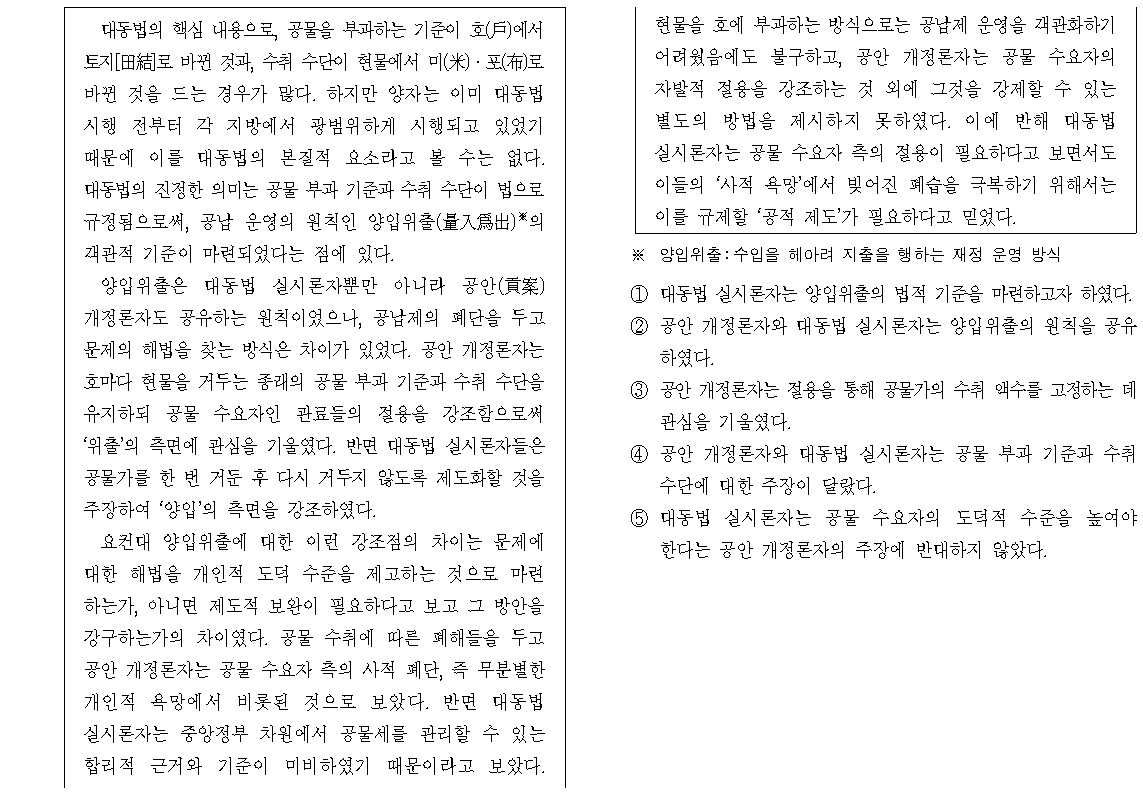 대동법의 핵심 내용으로, 공물을 부과하는 기준이 호(戶)에서
토지[田結]로 바뀐 것과, 수취 수단이 현물에서 미(米)·포(布)로
바뀐 것을 드는 경우가 많다. 하지만 양자는 이미 대동법
시행 전부터 각 지방에서 광범위하게 시행되고 있었기
때문에 이를 대동법의 본질적 요소라고 볼 수는 없다.
대동법의 진정한 의미는 공물 부과 기준과 수취 수단이 법으로
규정됨으로써, 공납 운영의 원칙인 양입위출(量入爲出)※의
객관적 기준이 마련되었다는 점에 있다.
양입위출은 대동법 실시론자뿐만 아니라 공안(貢案)
개정론자도 공유하는 원칙이었으나, 공납제의 폐단을 두고
문제의 해법을 찾는 방식은 차이가 있었다. 공안 개정론자는
호마다 현물을 거두는 종래의 공물 부과 기준과 수취 수단을
유지하되 공물 수요자인 관료들의 절용을 강조함으로써
‘위출’의 측면에 관심을 기울였다. 반면 대동법 실시론자들은
공물가를 한 번 거둔 후 다시 거두지 않도록 제도화할 것을
주장하여 ‘양입’의 측면을 강조하였다.
요컨대 양입위출에 대한 이런 강조점의 차이는 문제에
대한 해법을 개인적 도덕 수준을 제고하는 것으로 마련
하는가, 아니면 제도적 보완이 필요하다고 보고 그 방안을
강구하는가의 차이였다. 공물 수취에 따른 폐해들을 두고
공안 개정론자는 공물 수요자 측의 사적 폐단, 즉 무분별한
개인적 욕망에서 비롯된 것으로 보았다. 반면 대동법
실시론자는 중앙정부 차원에서 공물세를 관리할 수 있는
합리적 근거와 기준이 미비하였기 때문이라고 보았다.
현물을 호에 부과하는 방식으로는 공납제 운영을 객관화하기
어려웠음에도 불구하고, 공안 개정론자는 공물 수요자의
자발적 절용을 강조하는 것 외에 그것을 강제할 수 있는
별도의 방법을 제시하지 못하였다. 이에 반해 대동법
실시론자는 공물 수요자 측의 절용이 필요하다고 보면서도
이들의 ‘사적 욕망’에서 빚어진 폐습을 극복하기 위해서는
이를 규제할 ‘공적 제도’가 필요하다고 믿었다.
※ 양입위출:수입을 헤아려 지출을 행하는 재정 운영 방식
① 대동법 실시론자는 양입위출의 법적 기준을 마련하고자 하였다.
② 공안 개정론자와 대동법 실시론자는 양입위출의 원칙을 공유
하였다.
③ 공안 개정론자는 절용을 통해 공물가의 수취 액수를 고정하는 데
관심을 기울였다.
④ 공안 개정론자와 대동법 실시론자는 공물 부과 기준과 수취
수단에 대한 주장이 달랐다.
⑤ 대동법 실시론자는 공물 수요자의 도덕적 수준을 높여야
한다는 공안 개정론자의 주장에 반대하지 않았다.